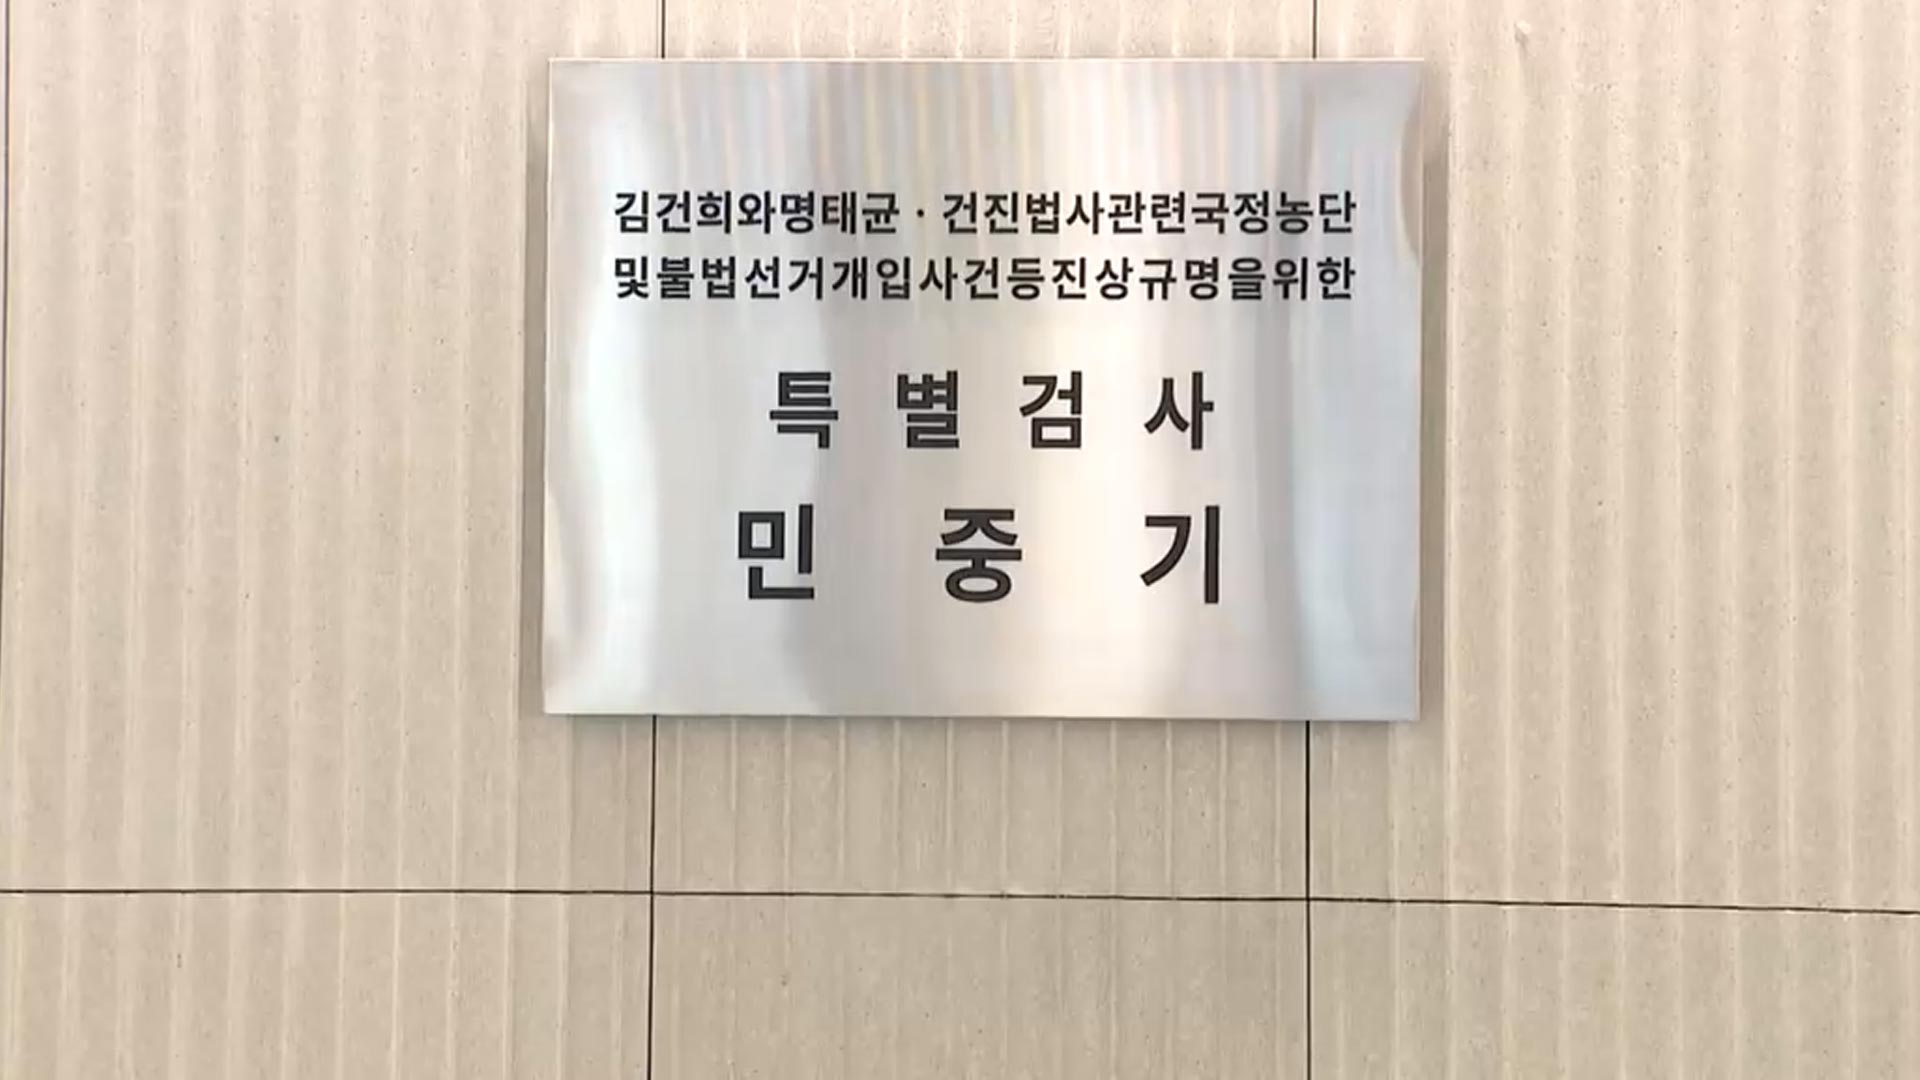 김건희와명태균 · 건진법사관련국정농단
및불법선거개입사건등진상규명을위한
특별검사
민중기